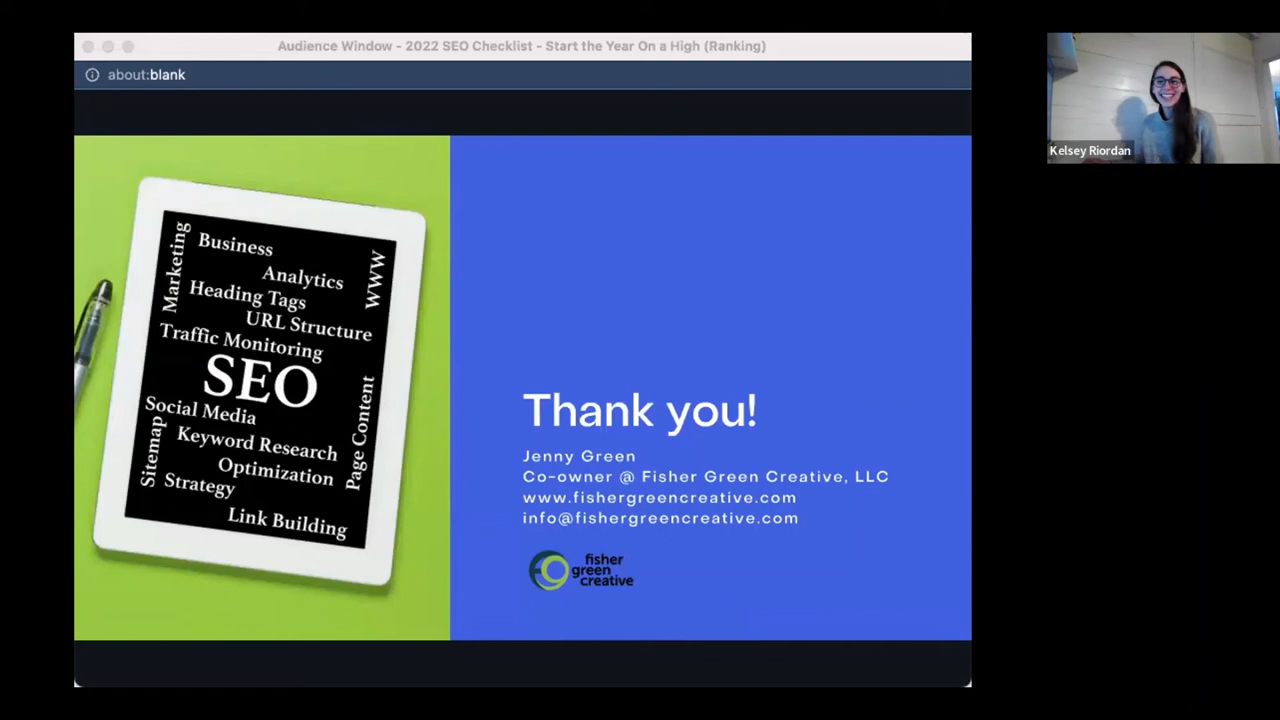 Audience Window - 2022 SEO Checklist - Start the Year On a High (Ranking)
about:blank
Kelsey Riordan
Marketing
Business
Analytics
WWW
Heading Tags
URL Structure
Traffic Monitoring
SEO
Social Media
Keyword Research
Sitemap
Optimization
Page Content
Strategy
Link Building
Thank you!
Jenny Green
Co-owner @ Fisher Green Creative, LLC
www.fishergreencreative.com
info@fishergreencreative.com
fisher
green
creative